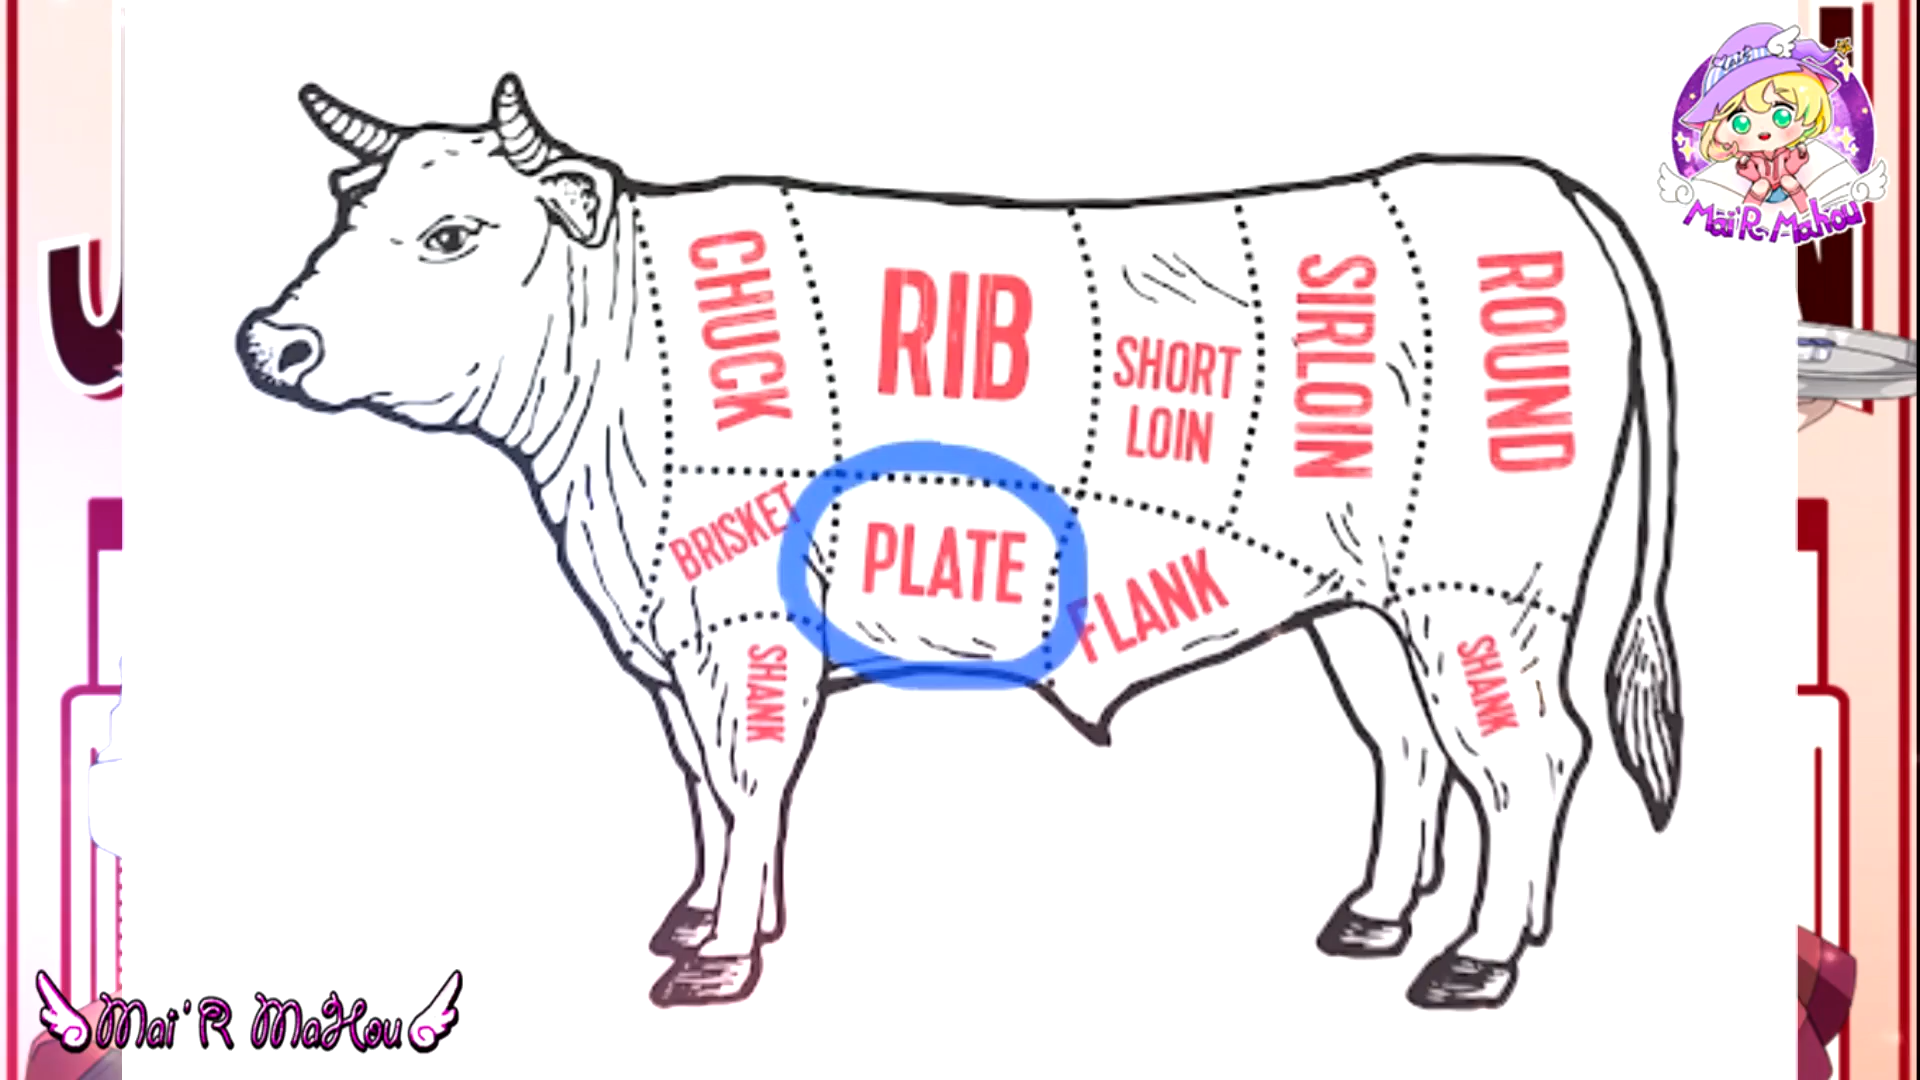 Mai'R Mahou
CHUCK
RIB
SHORT
LOIN
SIRLOIN
ROUND
BRISKET
PLATE
FLANK
SHANK
SHANK
Mai'R MaHou